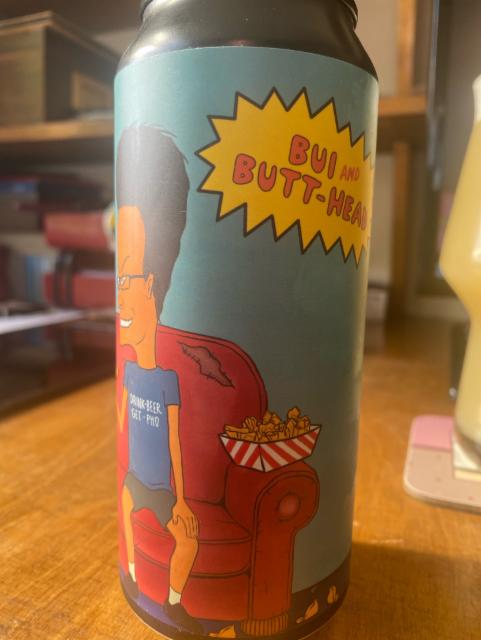 BUI AND
BUTT-HEAD
DRINK-BEER
GET-PHO